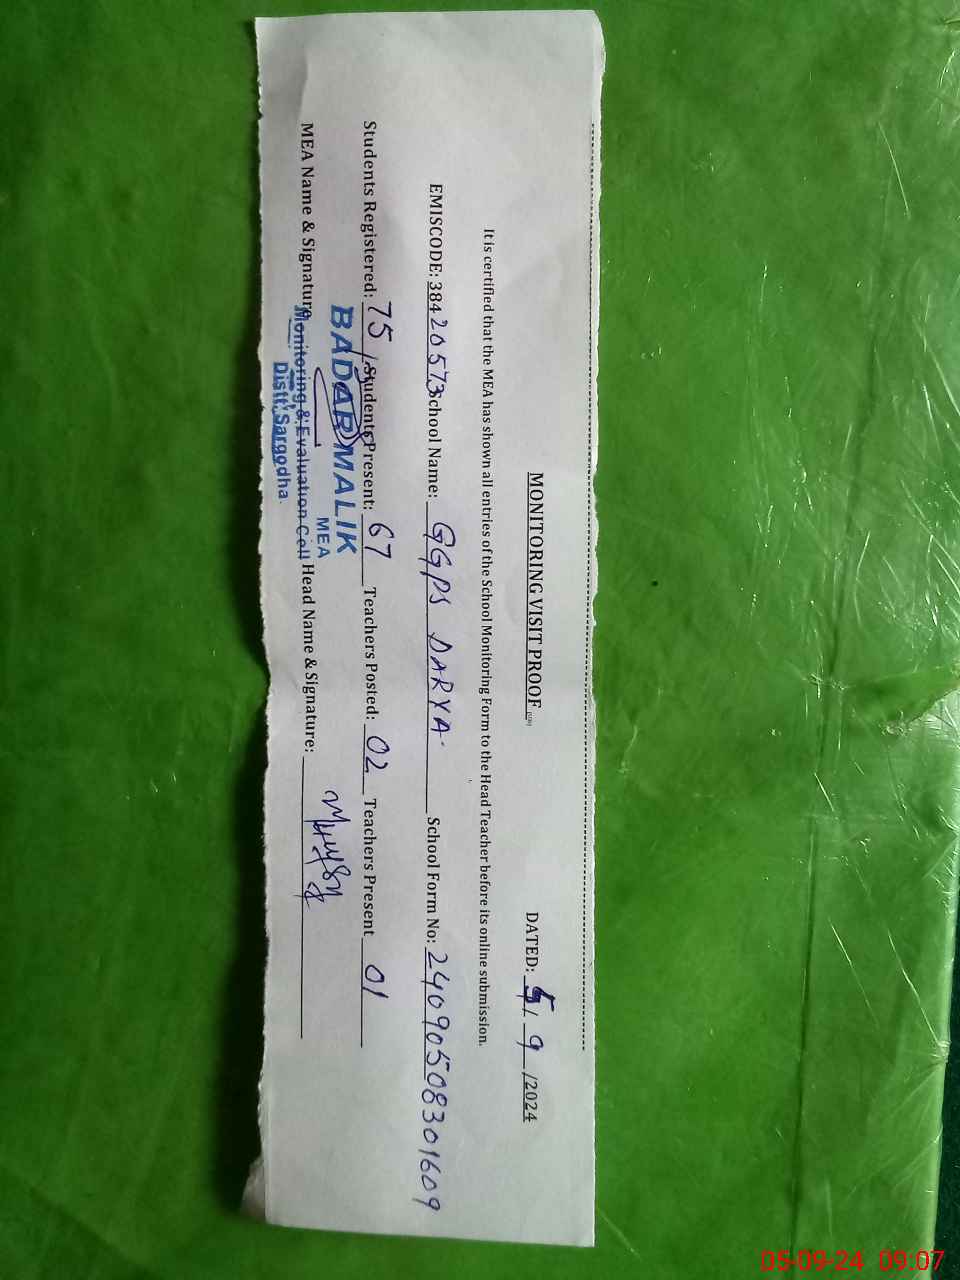 MONITORING VISIT PROOF DATED: 5/ 9 /2024
It is certified that the MEA has shown all entries of the School Monitoring Form to the Head Teacher before its online submission.
EMISCODE: 38420573 School Name: GGPS DARYA. School Form No: 24090508301609
Students Registered: 75 /Students Present: 67 Teachers Posted: 02 Teachers Present 01
BADAR MALIK
MEA
MEA Name & Signature Monitoring & Evaluation Cell Head Name & Signature:
Distt: Sargodha.
05-09-24 09:07